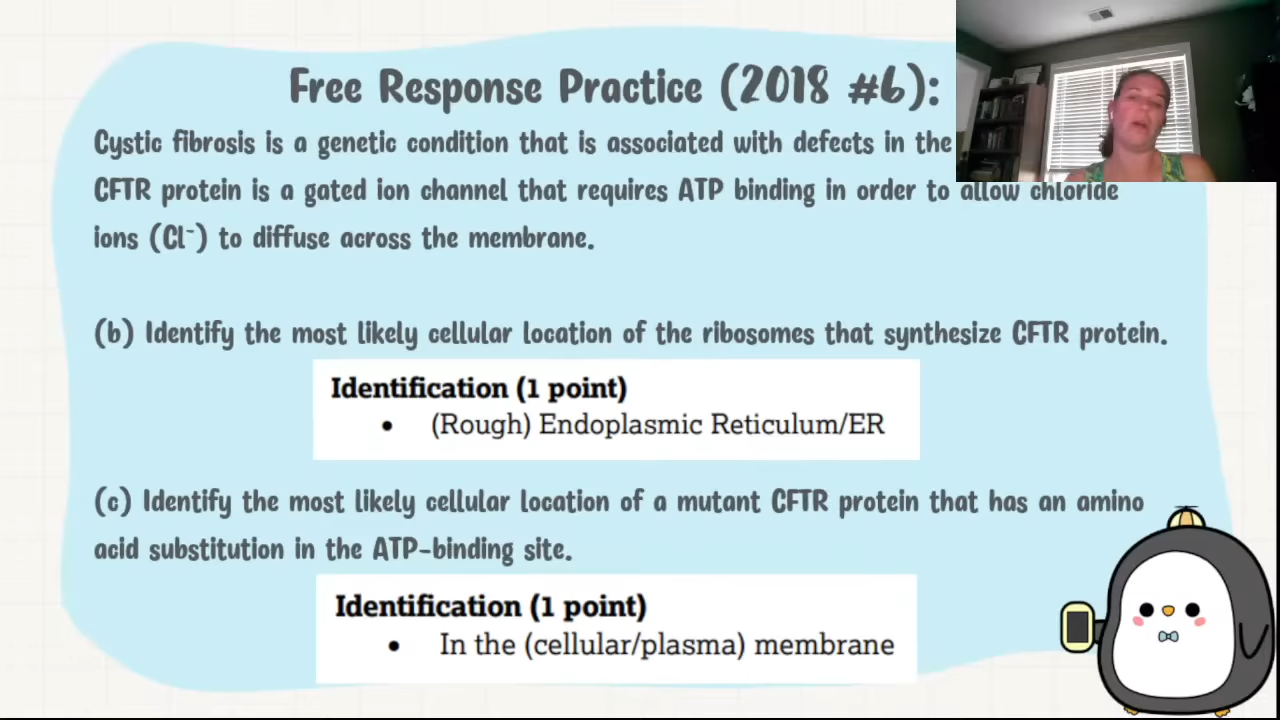 Free Response Practice (2018 #6):
Cystic fibrosis is a genetic condition that is associated with defects in the
CFTR protein is a gated ion channel that requires ATP binding in order to allow chloride
ions (Cl⁻) to diffuse across the membrane.
(b) Identify the most likely cellular location of the ribosomes that synthesize CFTR protein.
Identification (1 point)
• (Rough) Endoplasmic Reticulum/ER
(c) Identify the most likely cellular location of a mutant CFTR protein that has an amino
acid substitution in the ATP-binding site.
Identification (1 point)
• In the (cellular/plasma) membrane